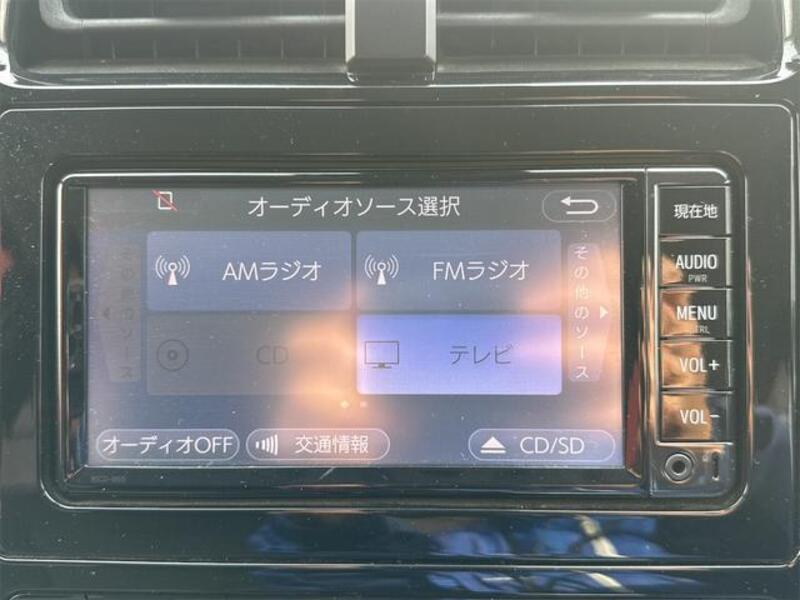 オーディオソース選択
AMラジオ
FMラジオ
その他のソース
その他のソース
CD
テレビ
オーディオOFF
交通情報
CD/SD
現在地
AUDIO
PWR
MENU
VOL+
VOL-